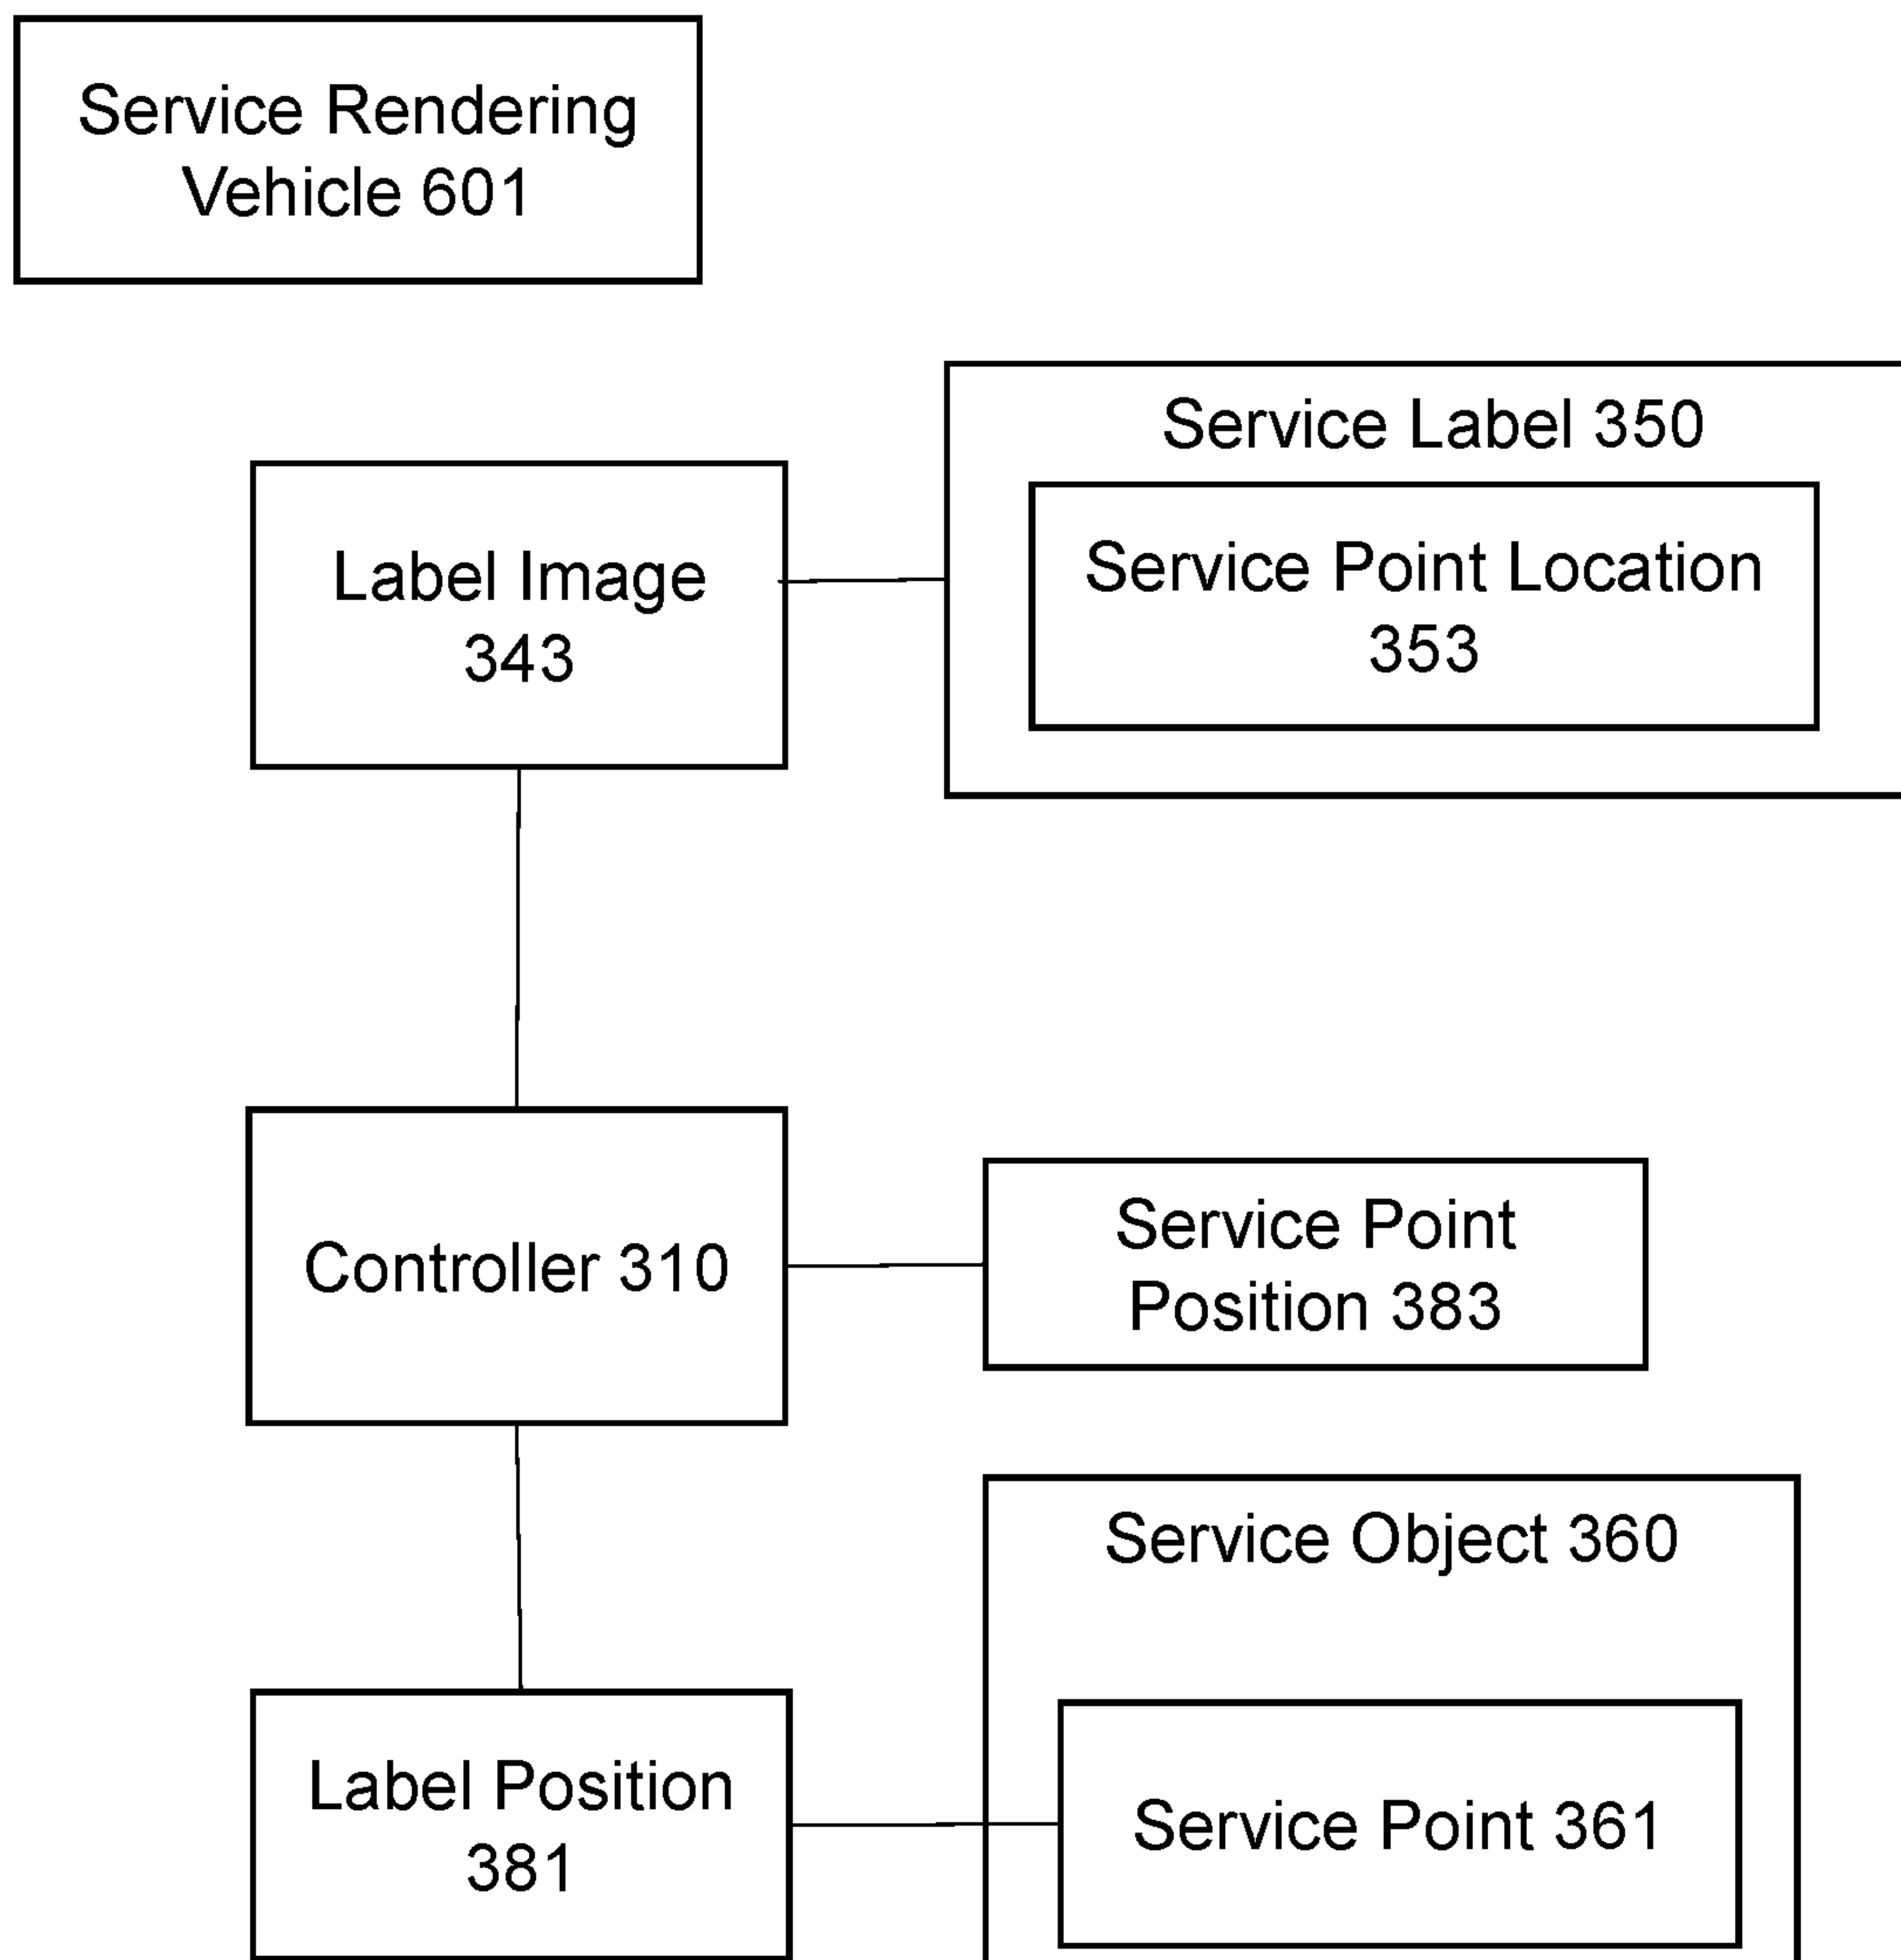 Service Rendering
Vehicle 601
Service Label 350
Label Image
343
Service Point Location
353
Controller 310
Service Point
Position 383
Service Object 360
Label Position
381
Service Point 361